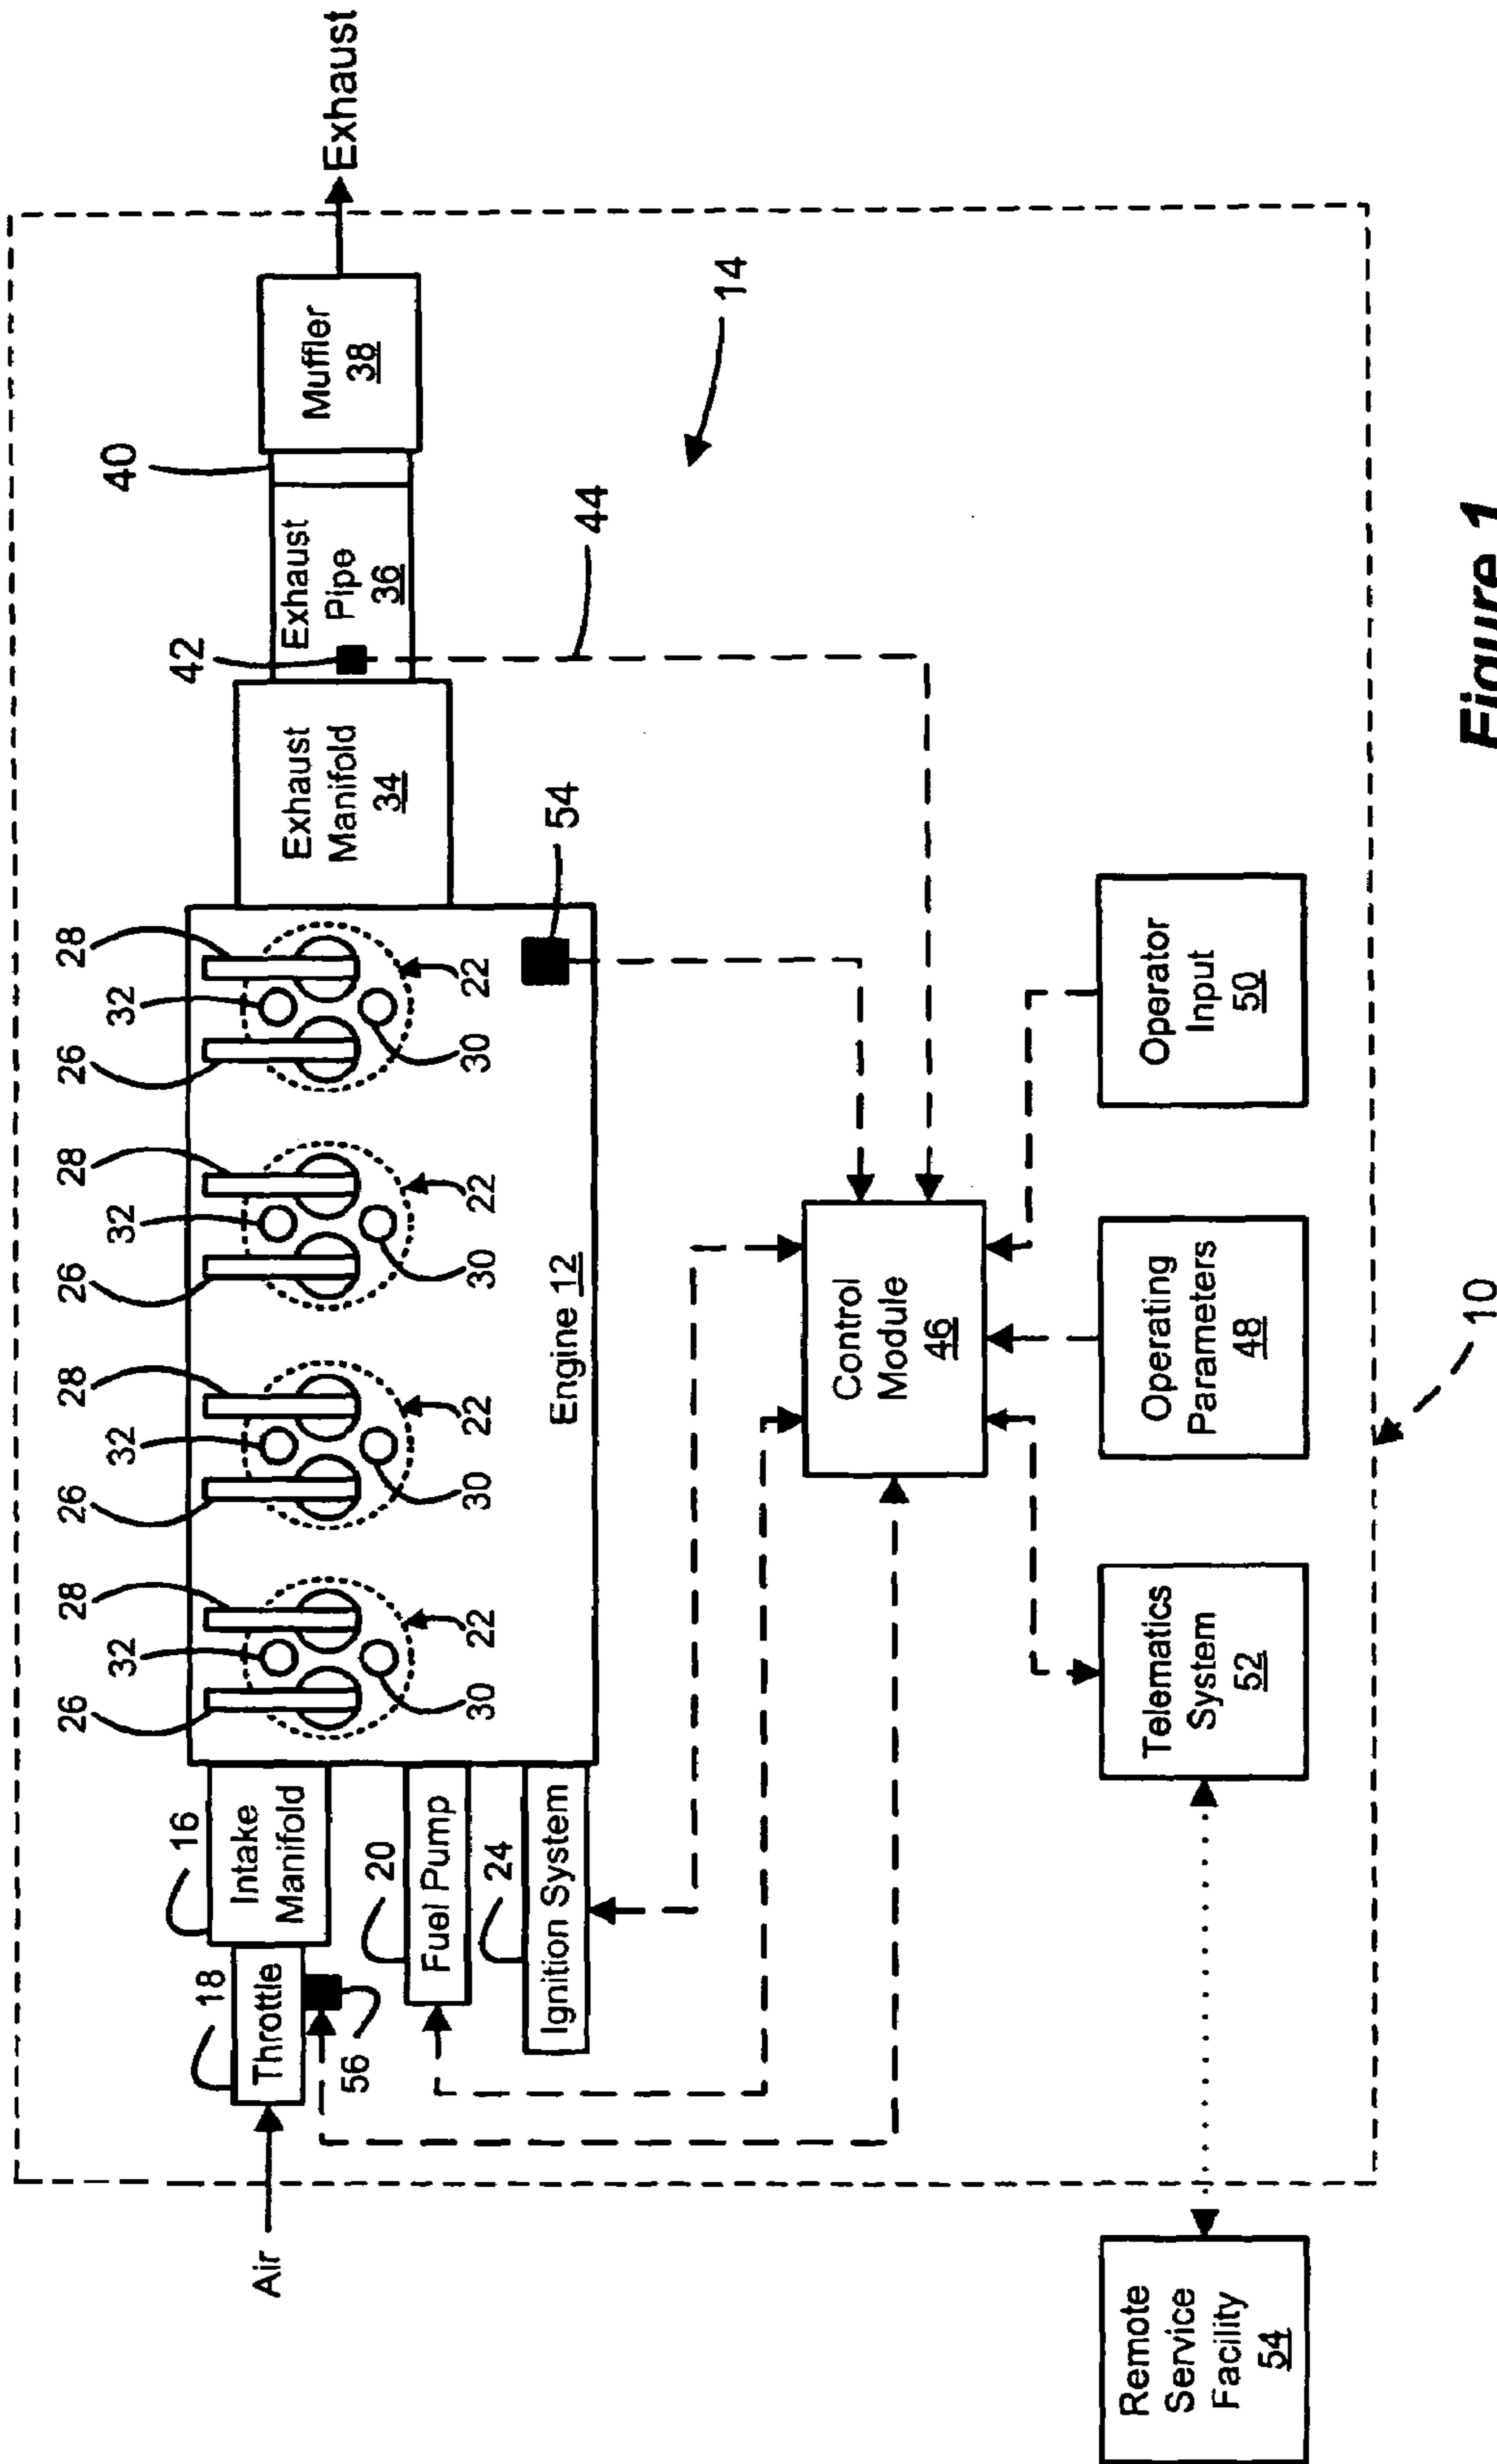 40
42
Exhaust
26
32
28
26
32
28
26
32
28
26
32
28
16
18
Air
Throttle
Intake
Manifold
22
22
22
22
Exhaust
Manifold
34
Exhaust
Pipe
36
Muffler
38
30
30
30
30
56
20
Fuel Pump
24
Ignition System
Engine 12
54
44
14
Control
Module
46
Remote
Service
Facility
54
Telematics
System
52
Operating
Parameters
48
Operator
Input
50
10
Figure 1